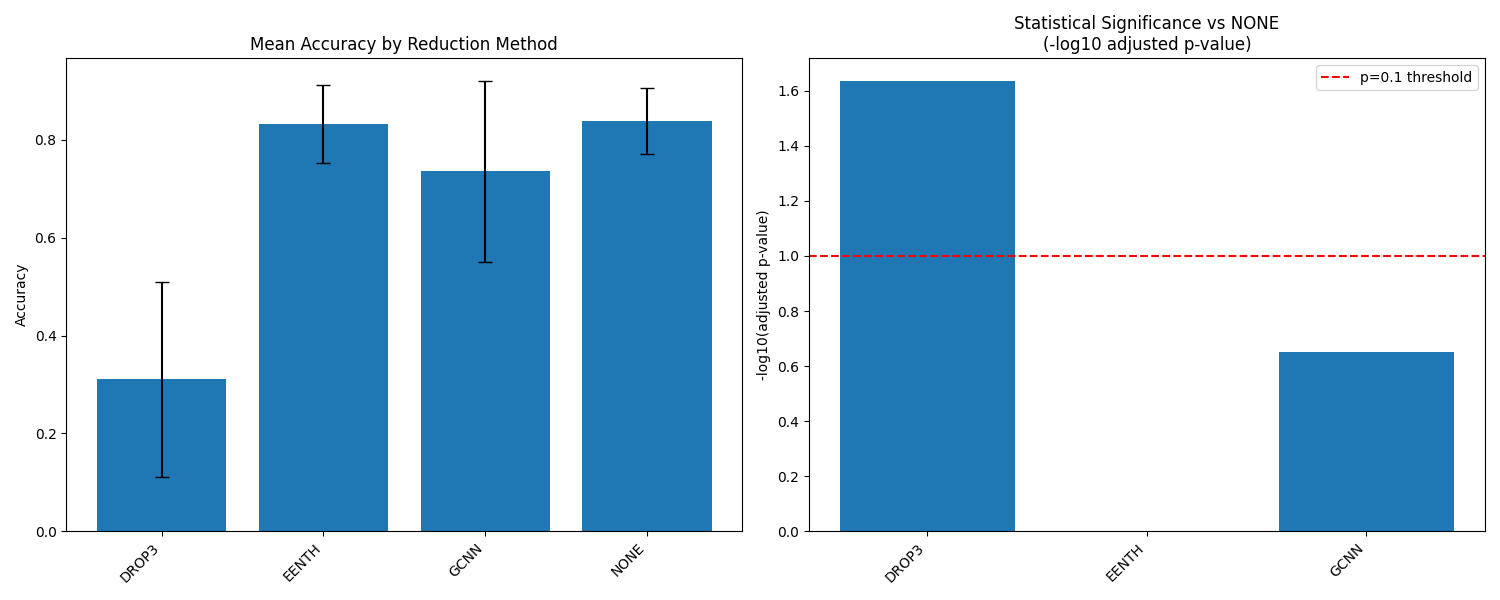 Mean Accuracy by Reduction Method
Accuracy
0.8
0.6
0.4
0.2
0.0
DROP3
EENTH
GCNN
NONE
Statistical Significance vs NONE
(-log10 adjusted p-value)
-log10(adjusted p-value)
1.6
1.4
1.2
1.0
0.8
0.6
0.4
0.2
0.0
p=0.1 threshold
DROP3
EENTH
GCNN